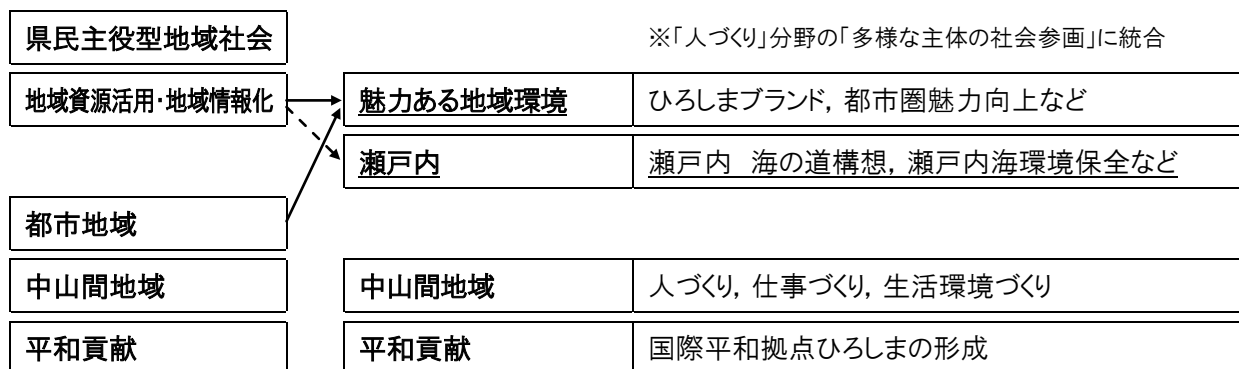 県民主役型地域社会 ※「人づくり」分野の「多様な主体の社会参画」に統合
地域資源活用・地域情報化 魅力ある地域環境 ひろしまブランド，都市圏魅力向上など
瀬戸内 瀬戸内　海の道構想，瀬戸内海環境保全など
都市地域
中山間地域 中山間地域 人づくり，仕事づくり，生活環境づくり
平和貢献 平和貢献 国際平和拠点ひろしまの形成